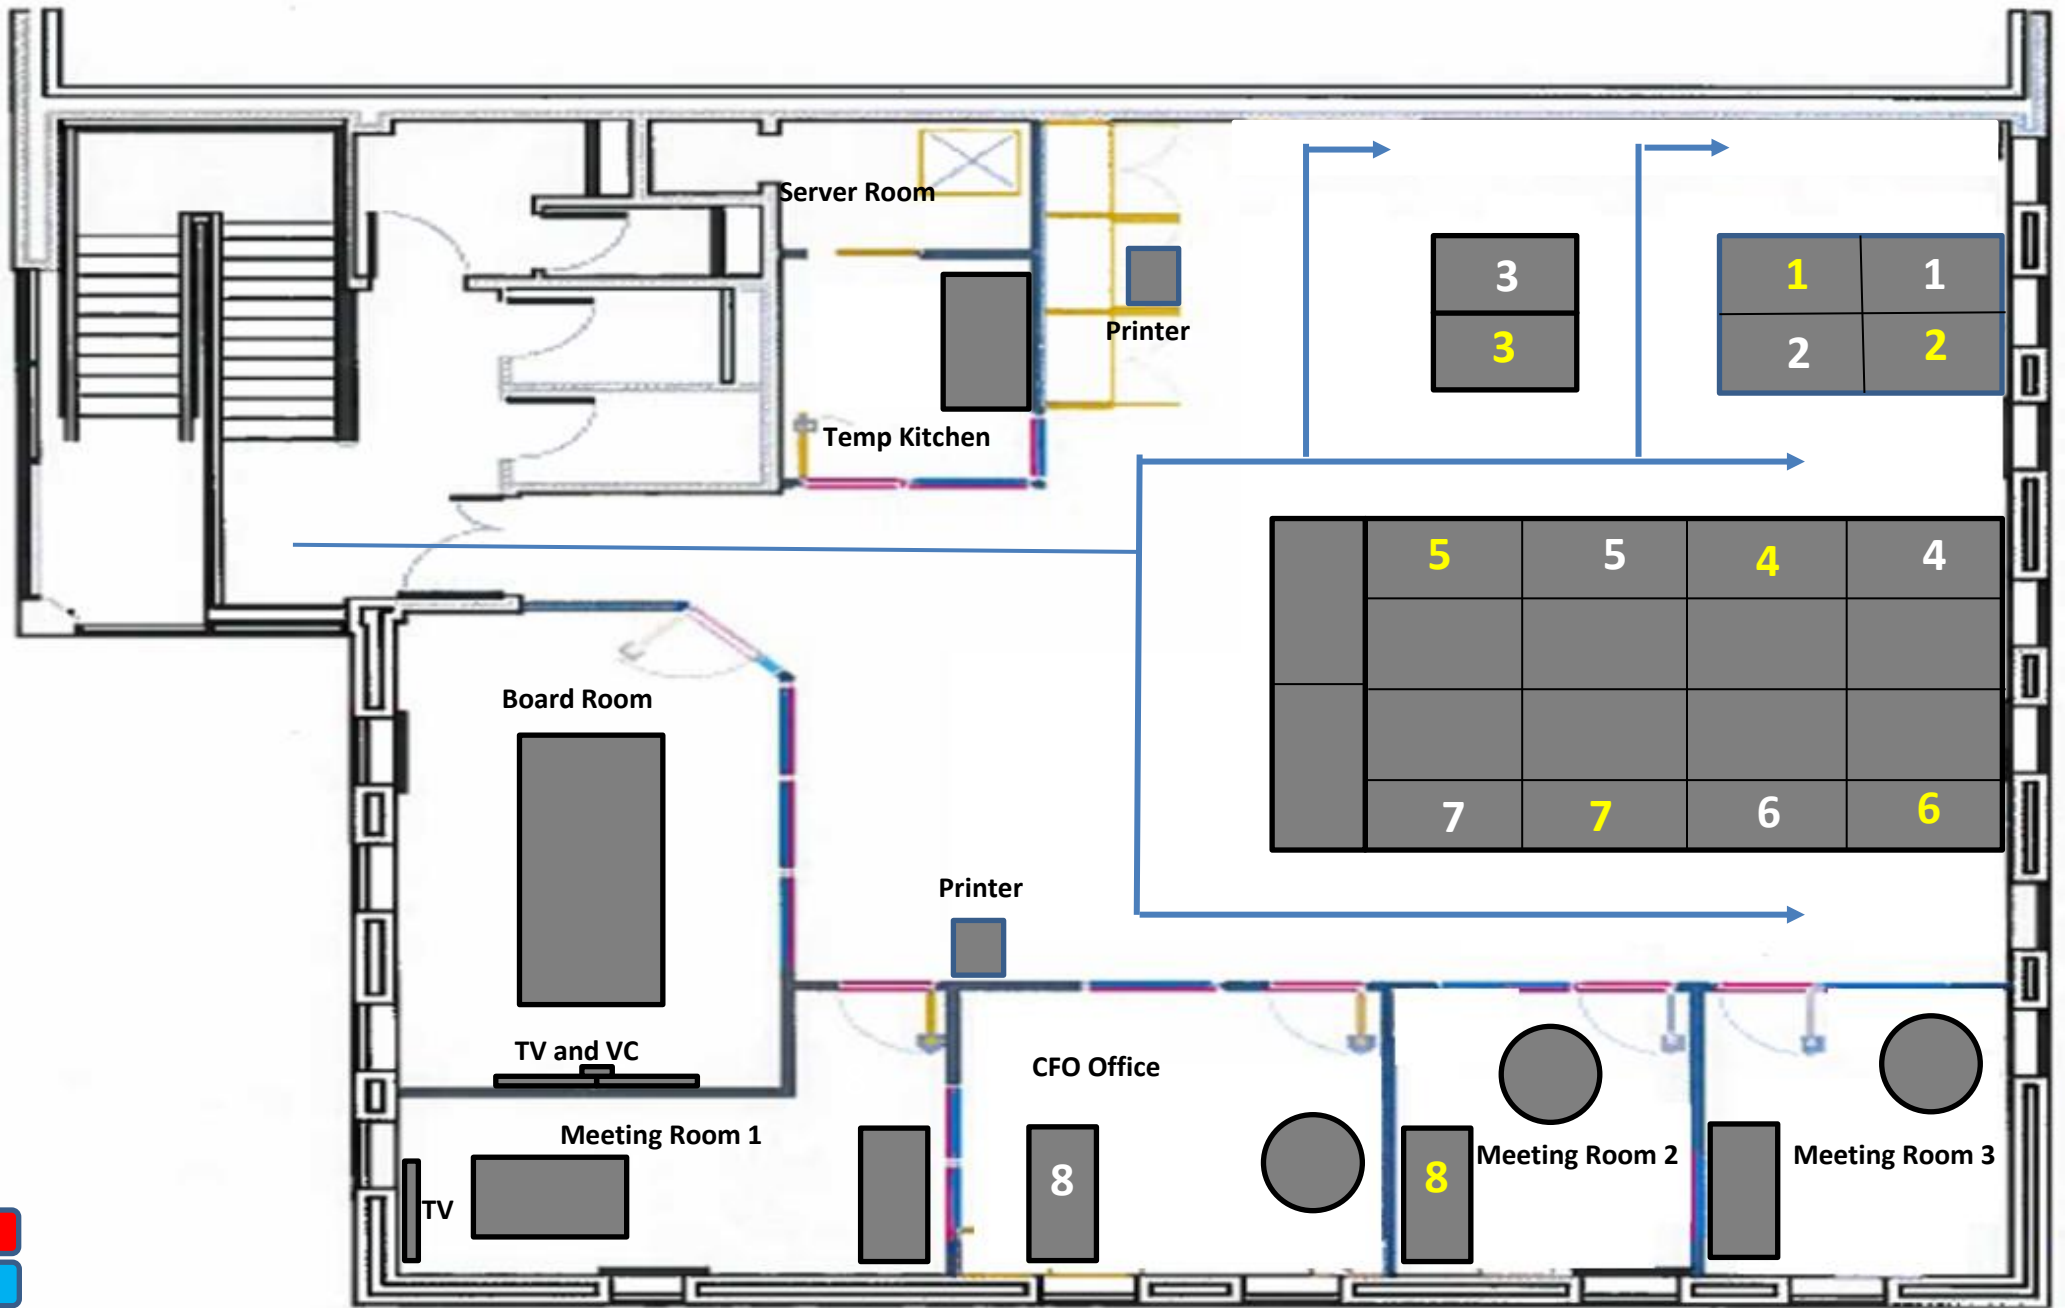 Server Room
3
1
1
Printer
3
2
2
Temp Kitchen
5
5
4
4
Board Room
7
7
6
6
Printer
TV and VC
CFO Office
Meeting Room 1
Meeting Room 2
Meeting Room 3
8
8
TV